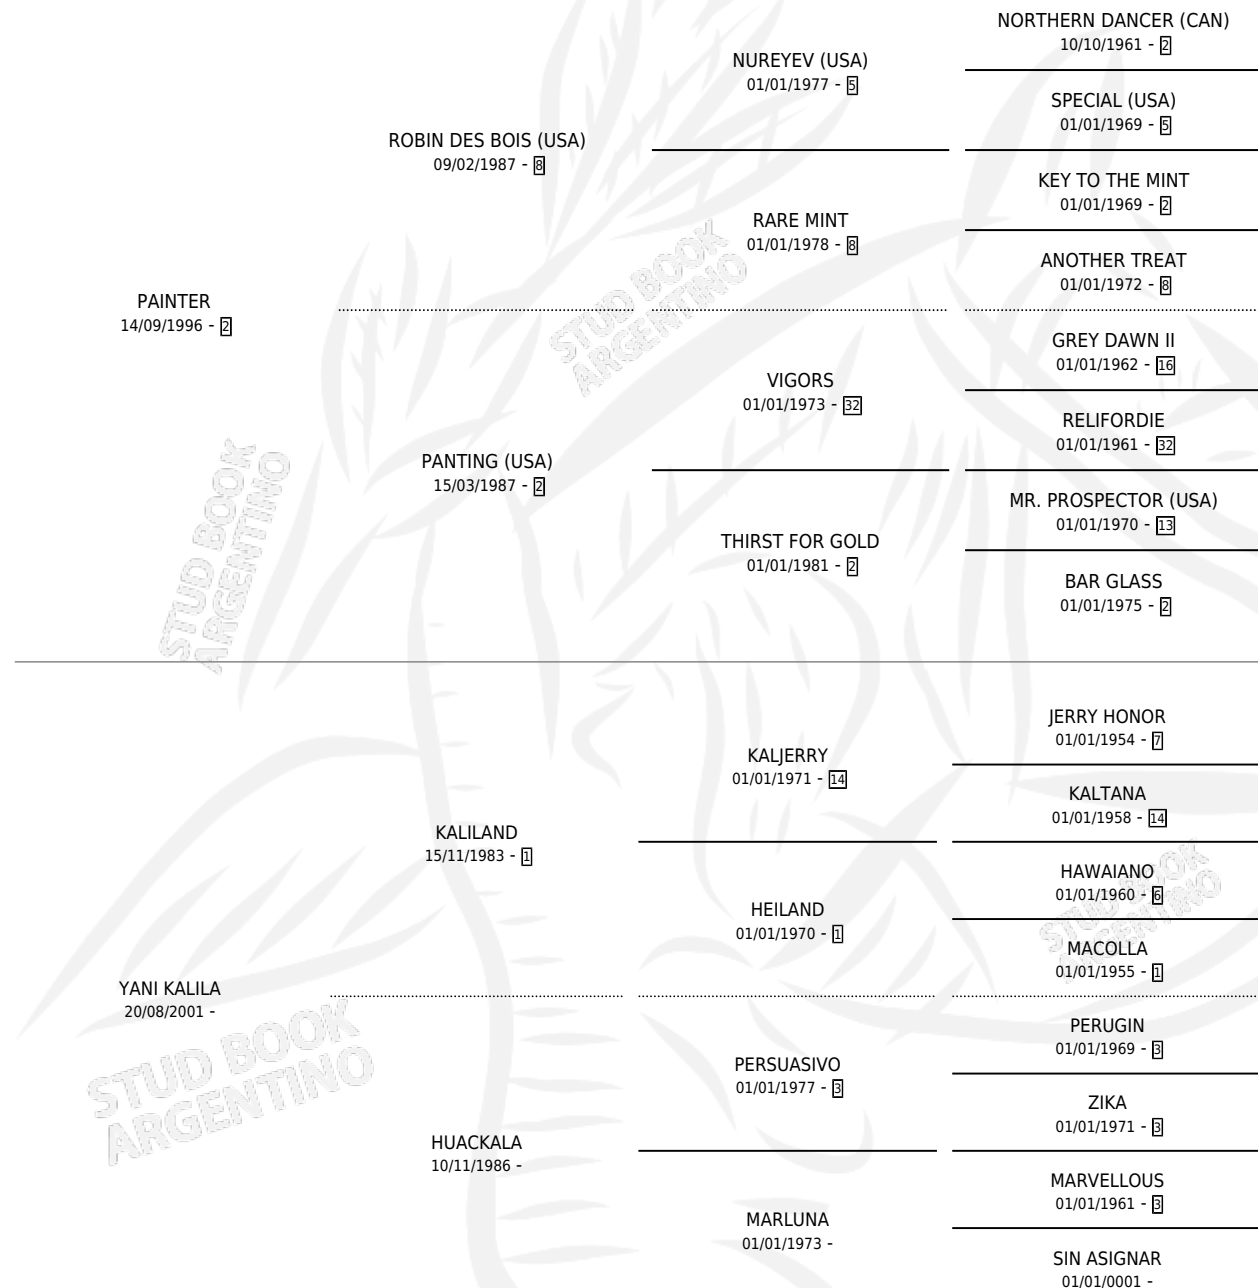 NORTHERN DANCER (CAN)
10/10/1961 - 2
NUREYEV (USA)
01/01/1977 - 5
SPECIAL (USA)
01/01/1969 - 5
ROBIN DES BOIS (USA)
09/02/1987 - 8
KEY TO THE MINT
01/01/1969 - 2
RARE MINT
01/01/1978 - 8
ANOTHER TREAT
01/01/1972 - 8
PAINTER
14/09/1996 - 2
GREY DAWN II
01/01/1962 - 16
VIGORS
01/01/1973 - 32
RELIFORDIE
01/01/1961 - 32
PANTING (USA)
15/03/1987 - 2
MR. PROSPECTOR (USA)
01/01/1970 - 13
THIRST FOR GOLD
01/01/1981 - 2
BAR GLASS
01/01/1975 - 2
JERRY HONOR
01/01/1954 - 7
KALJERRY
01/01/1971 - 14
KALTANA
01/01/1958 - 14
KALILAND
15/11/1983 - 1
HAWAIANO
01/01/1960 - 6
HEILAND
01/01/1970 - 1
MACOLLA
01/01/1955 - 1
YANI KALILA
20/08/2001 -
PERUGIN
01/01/1969 - 3
PERSUASIVO
01/01/1977 - 3
ZIKA
01/01/1971 - 3
HUACKALA
10/11/1986 -
MARVELLOUS
01/01/1961 - 3
MARLUNA
01/01/1973 -
SIN ASIGNAR
01/01/0001 -
STUD BOOK
ARGENTINO
STUD BOOK
ARGENTINO
STUD BOOK
ARGENTINO
STUD BOOK
ARGENTINO